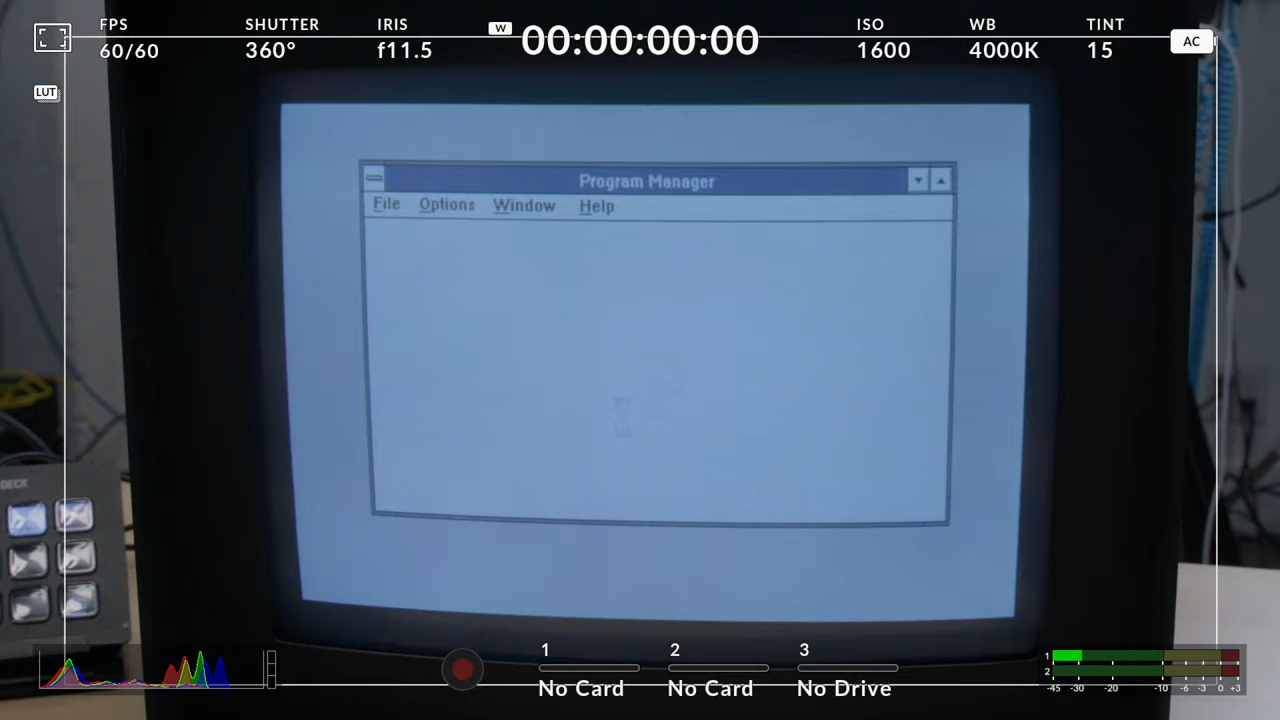 FPS SHUTTER IRIS W 00:00:00:00 ISO WB TINT
60/60 360° f11.5 1600 4000K 15 AC
LUT
Program Manager
File Options Window Help
DECK
1 2 3
No Card No Card No Drive
1
2
-45 -30 -20 -10 -6 -3 0 +3